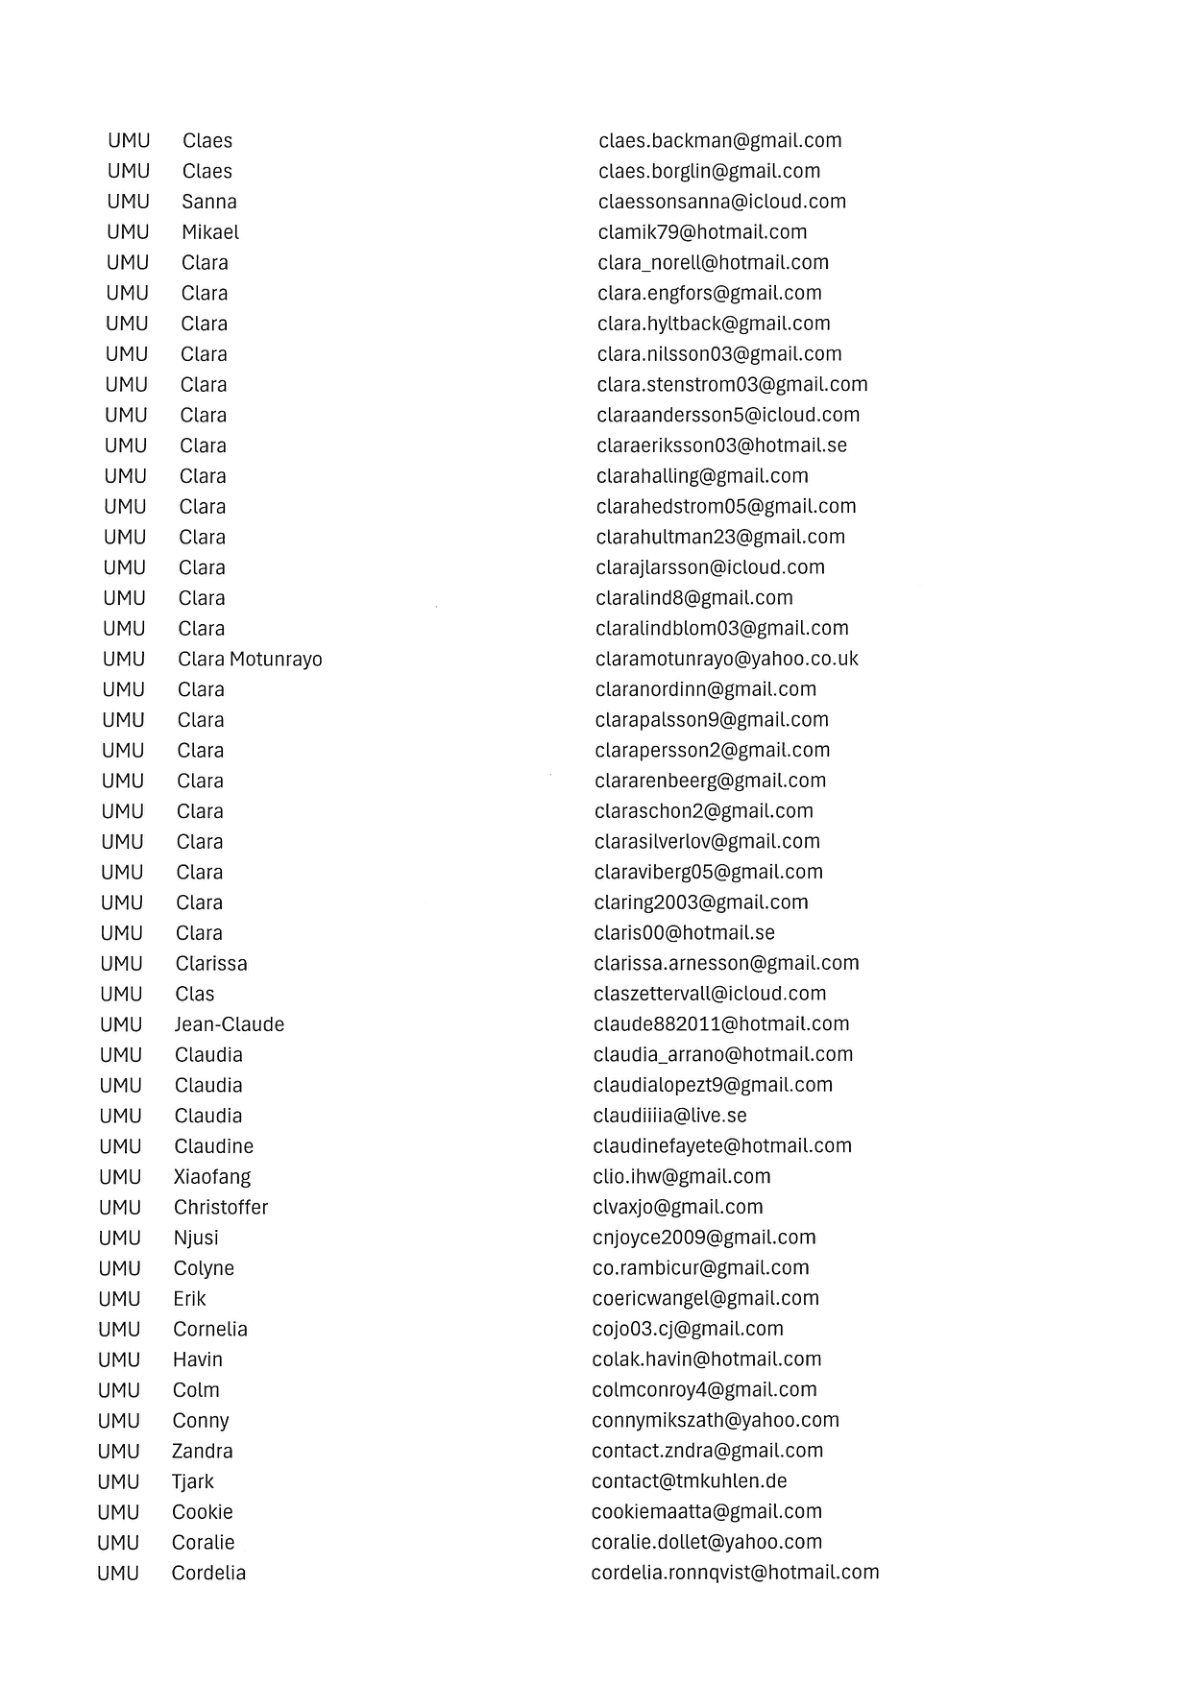 UMU Claes claes.backman@gmail.com
UMU Claes claes.borglin@gmail.com
UMU Sanna claessonsanna@icloud.com
UMU Mikael clamik79@hotmail.com
UMU Clara clara_norell@hotmail.com
UMU Clara clara.engfors@gmail.com
UMU Clara clara.hyltback@gmail.com
UMU Clara clara.nilsson03@gmail.com
UMU Clara clara.stenstrom03@gmail.com
UMU Clara claraandersson5@icloud.com
UMU Clara claraeriksson03@hotmail.se
UMU Clara clarahalling@gmail.com
UMU Clara clarahedstrom05@gmail.com
UMU Clara clarahultman23@gmail.com
UMU Clara clarajlarsson@icloud.com
UMU Clara claralind8@gmail.com
UMU Clara claralindblom03@gmail.com
UMU Clara Motunrayo claramotunrayo@yahoo.co.uk
UMU Clara claranordinn@gmail.com
UMU Clara clarapalsson9@gmail.com
UMU Clara clarapersson2@gmail.com
UMU Clara clararenbeerg@gmail.com
UMU Clara claraschon2@gmail.com
UMU Clara clarasilverlov@gmail.com
UMU Clara claraviberg05@gmail.com
UMU Clara claring2003@gmail.com
UMU Clara claris00@hotmail.se
UMU Clarissa clarissa.arnesson@gmail.com
UMU Clas claszettervall@icloud.com
UMU Jean-Claude claude882011@hotmail.com
UMU Claudia claudia_arrano@hotmail.com
UMU Claudia claudialopezt9@gmail.com
UMU Claudia claudiiiia@live.se
UMU Claudine claudinefayete@hotmail.com
UMU Xiaofang clio.ihw@gmail.com
UMU Christoffer clvaxjo@gmail.com
UMU Njusi cnjoyce2009@gmail.com
UMU Colyne co.rambicur@gmail.com
UMU Erik coericwangel@gmail.com
UMU Cornelia cojo03.cj@gmail.com
UMU Havin colak.havin@hotmail.com
UMU Colm colmconroy4@gmail.com
UMU Conny connymikszath@yahoo.com
UMU Zandra contact.zndra@gmail.com
UMU Tjark contact@tmkuhlen.de
UMU Cookie cookiemaatta@gmail.com
UMU Coralie coralie.dollet@yahoo.com
UMU Cordelia cordelia.ronnqvist@hotmail.com